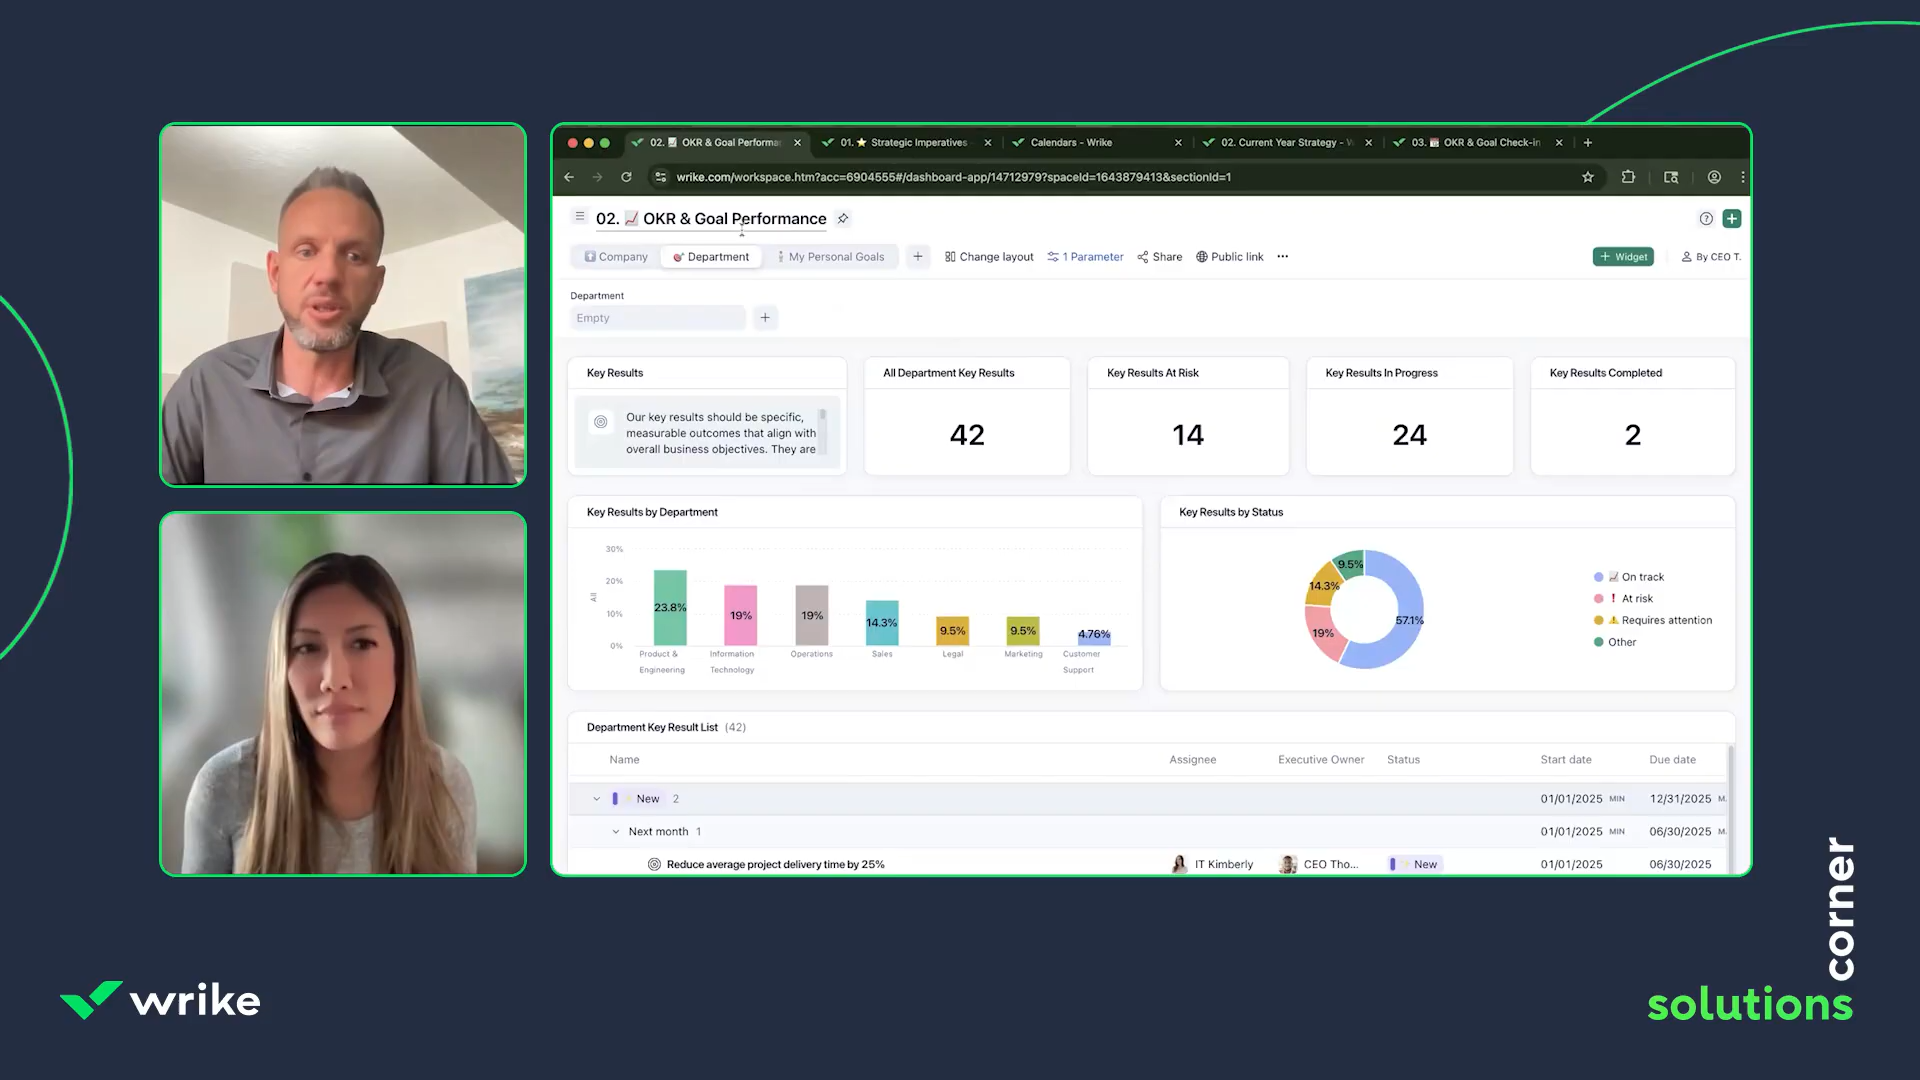 02. OKR & Goal Performa
01. Strategic Imperatives
Calendars - Wrike
02. Current Year Strategy - W
03. OKR & Goal Check-in
wrike.com/workspace.htm?acc=6904555#/dashboard-app/14712979?spaceId=1643879413&sectionId=1
02. OKR & Goal Performance
Company
Department
My Personal Goals
Change layout
1 Parameter
Share
Public link
+ Widget
By CEO T.
Department
Empty
Key Results
Our key results should be specific,
measurable outcomes that align with
overall business objectives. They are
All Department Key Results
42
Key Results At Risk
14
Key Results In Progress
24
Key Results Completed
2
Key Results by Department
30%
20%
10%
0%
All
23.8%
19%
19%
14.3%
9.5%
9.5%
4.76%
Product & Engineering
Information Technology
Operations
Sales
Legal
Marketing
Customer Support
Key Results by Status
9.5%
14.3%
19%
57.1%
On track
At risk
Requires attention
Other
Department Key Result List (42)
Name Assignee Executive Owner Status Start date Due date
New 2 01/01/2025 MIN 12/31/2025
Next month 1 01/01/2025 MIN 06/30/2025
Reduce average project delivery time by 25% IT Kimberly CEO Tho... New 01/01/2025 06/30/2025
wrike
solutions
corner